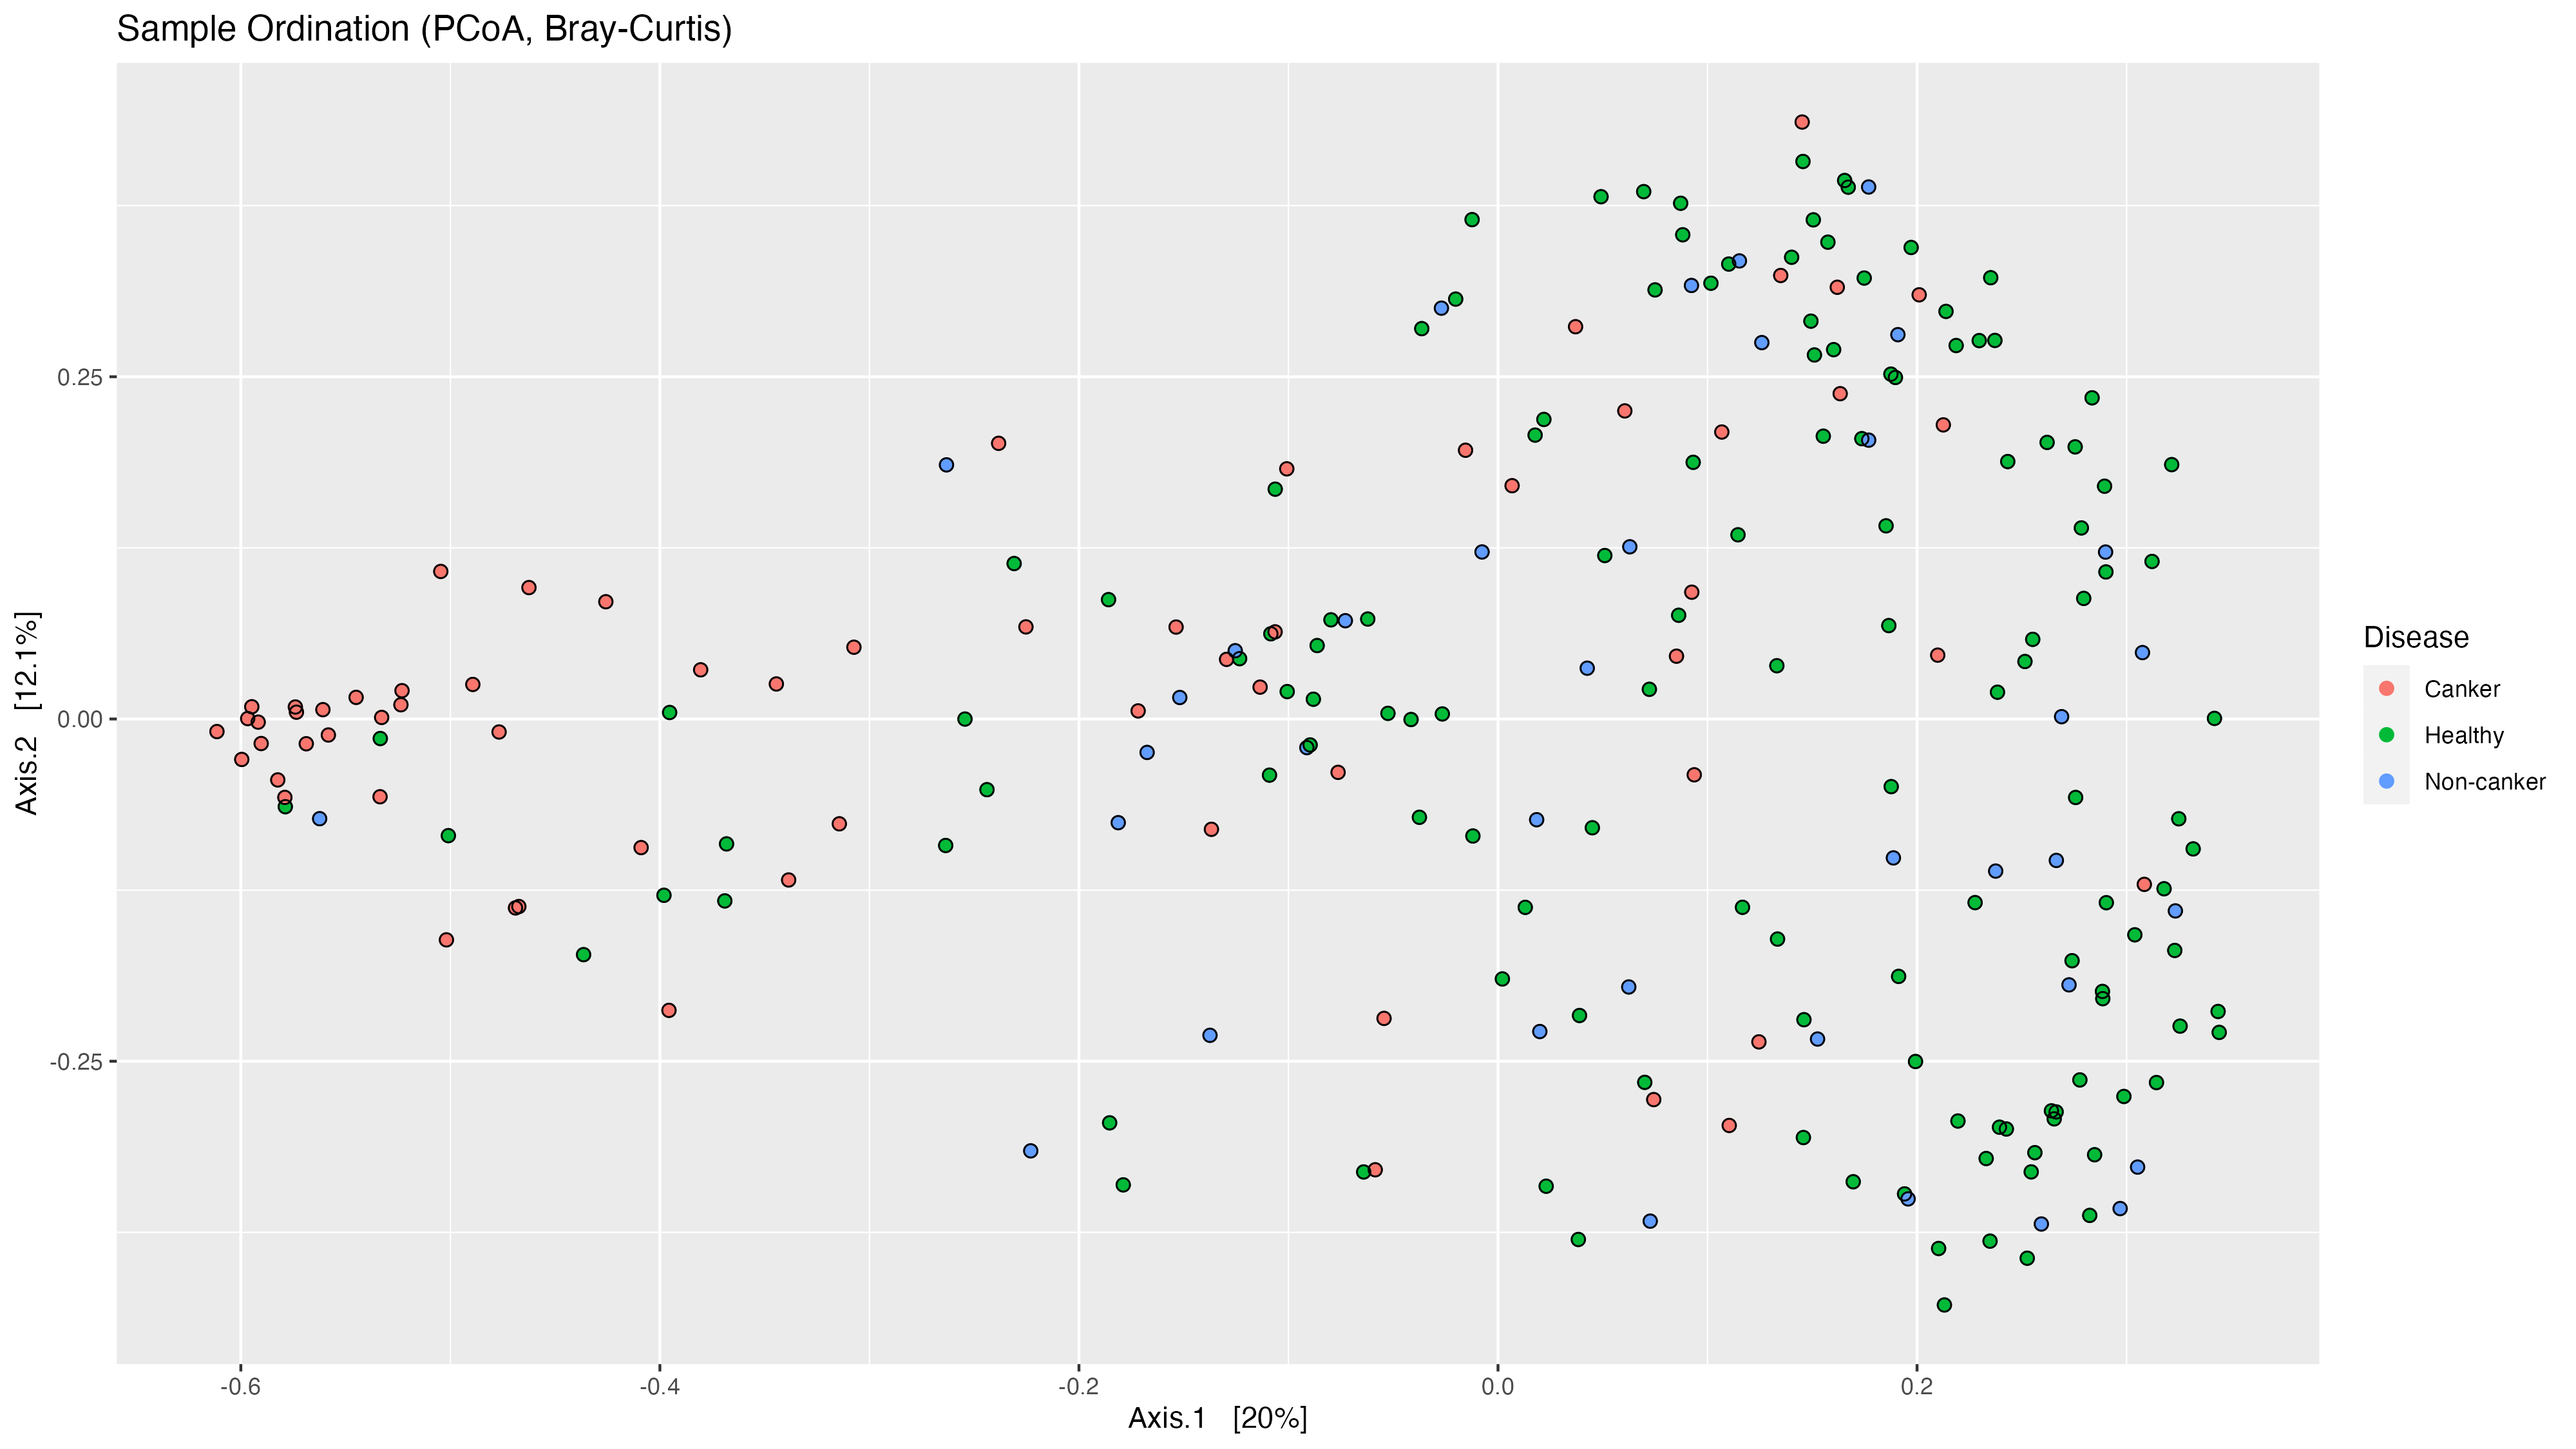 Sample Ordination (PCoA, Bray-Curtis)
0.25
0.00
-0.25
Axis.2 [12.1%]
-0.6 -0.4 -0.2 0.0 0.2
Axis.1 [20%]
Disease
Canker
Healthy
Non-canker